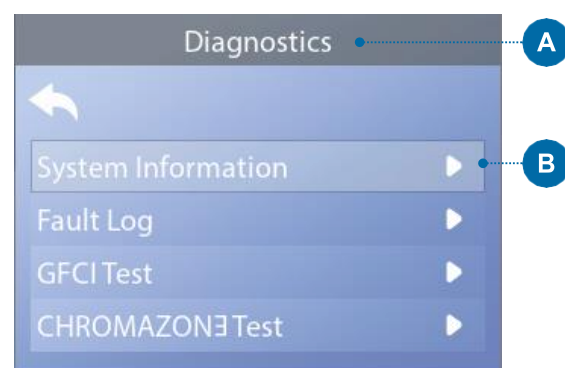 Diagnostics
A
System Information
B
Fault Log
GFCI Test
CHROMAZONƎ Test